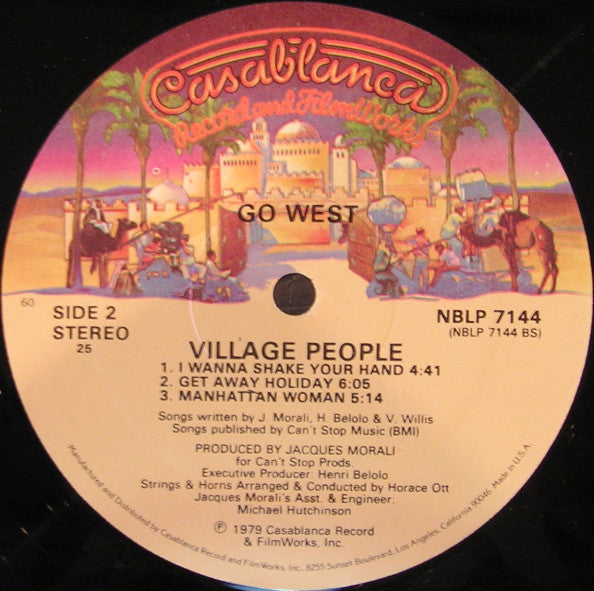 Casablanca
Record and FilmWorks
GO WEST
60
SIDE 2
STEREO
25
NBLP 7144
(NBLP 7144 BS)
VILLAGE PEOPLE
1. I WANNA SHAKE YOUR HAND 4:41
2. GET AWAY HOLIDAY 6:05
3. MANHATTAN WOMAN 5:14
Songs written by J. Morali, H. Belolo & V. Willis
Songs published by Can't Stop Music (BMI)
PRODUCED BY JACQUES MORALI
for Can't Stop Prods
Executive Producer: Henri Belolo
Strings & Horns Arranged & Conducted by Horace Ott
Jacques Morali's Asst. & Engineer:
Michael Hutchinson
℗ © 1979 Casablanca Record
& FilmWorks, Inc.
Manufactured and Distributed by Casablanca Record and FilmWorks, Inc., 8255 Sunset Boulevard, Los Angeles, California 90046. Made in U.S.A.